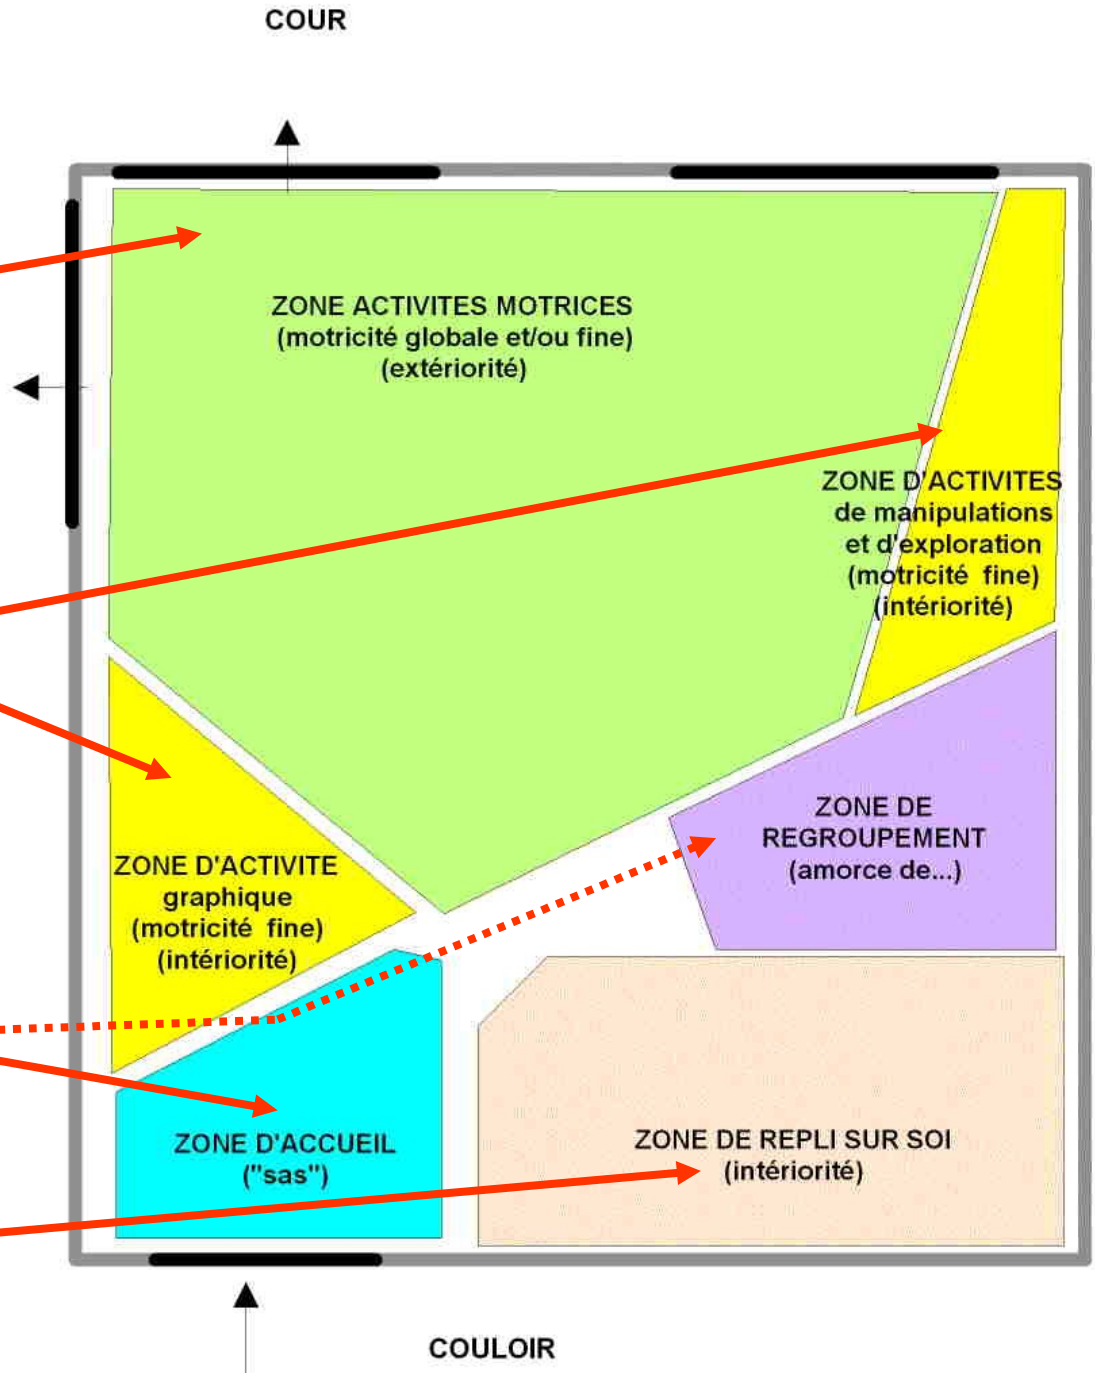 COUR
ZONE ACTIVITES MOTRICES
(motricité globale et/ou fine)
(extériorité)
ZONE D'ACTIVITES
de manipulations
et d'exploration
(motricité fine)
(intériorité)
ZONE DE
REGROUPEMENT
(amorce de...)
ZONE D'ACTIVITE
graphique
(motricité fine)
(intériorité)
ZONE D'ACCUEIL
("sas")
ZONE DE REPLI SUR SOI
(intériorité)
COULOIR